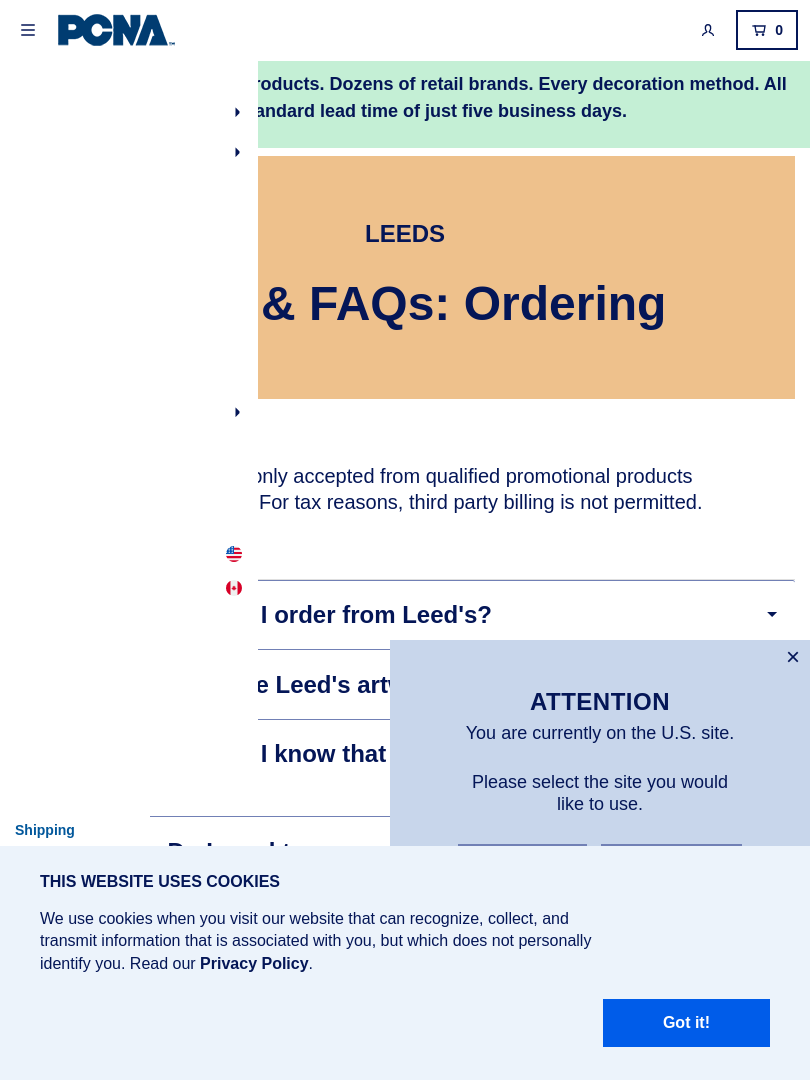 PCNA
0
roducts. Dozens of retail brands. Every decoration method. All
andard lead time of just five business days.
LEEDS
& FAQs: Ordering
only accepted from qualified promotional products
For tax reasons, third party billing is not permitted.
I order from Leed's?
e Leed's art
I know that
ATTENTION
You are currently on the U.S. site.
Please select the site you would
like to use.
Shipping
THIS WEBSITE USES COOKIES
We use cookies when you visit our website that can recognize, collect, and
transmit information that is associated with you, but which does not personally
identify you. Read our Privacy Policy.
Got it!